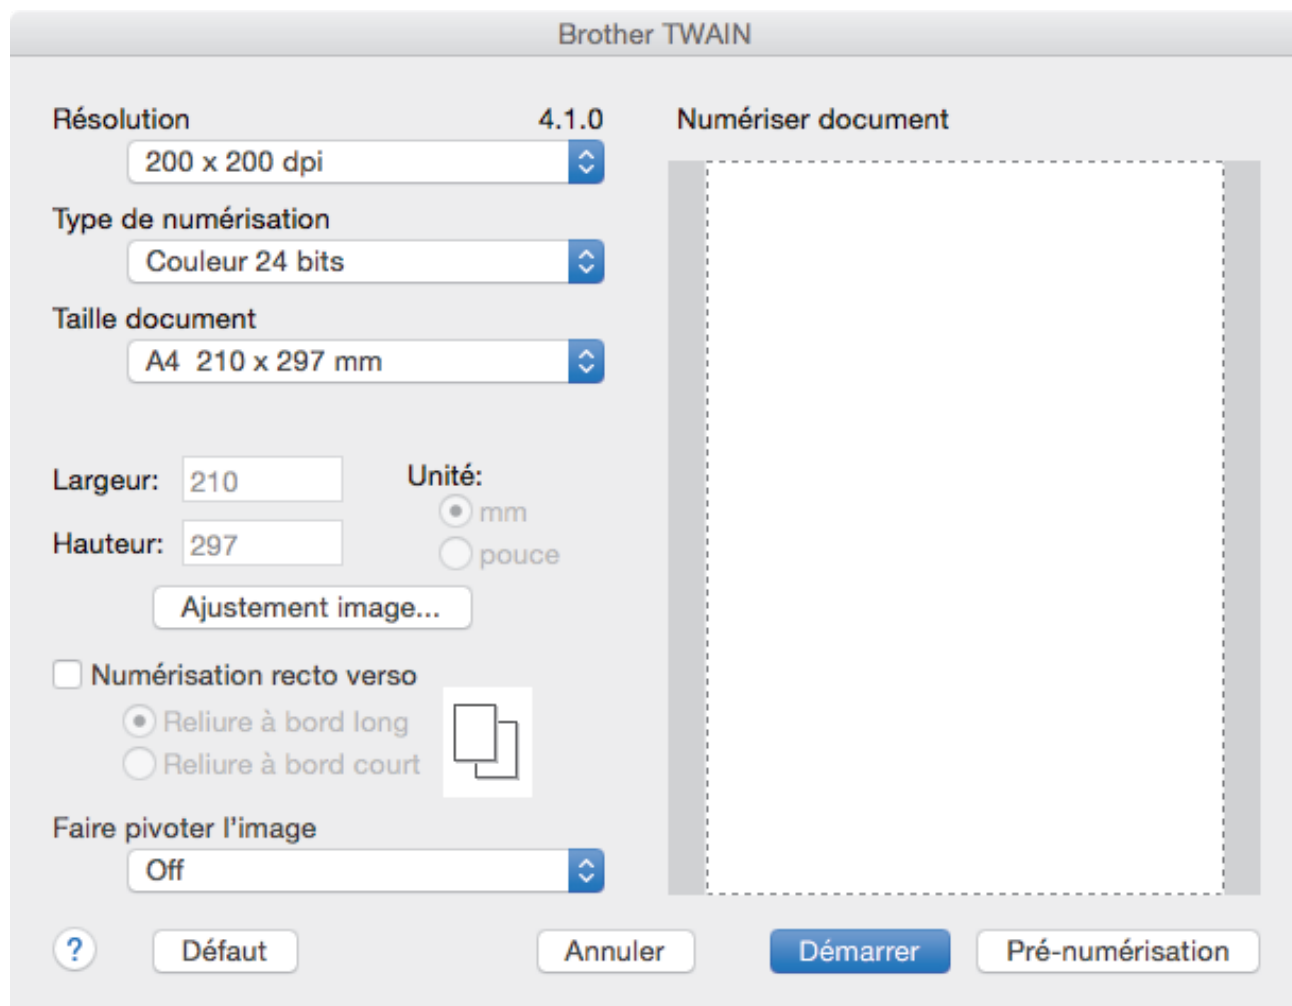 Brother TWAIN
Résolution 4.1.0
200 x 200 dpi
Type de numérisation
Couleur 24 bits
Taille document
A4 210 x 297 mm
Largeur: 210
Hauteur: 297
Unité:
mm
pouce
Ajustement image...
Numérisation recto verso
Reliure à bord long
Reliure à bord court
Faire pivoter l'image
Off
Numériser document
? Défaut Annuler Démarrer Pré-numérisation